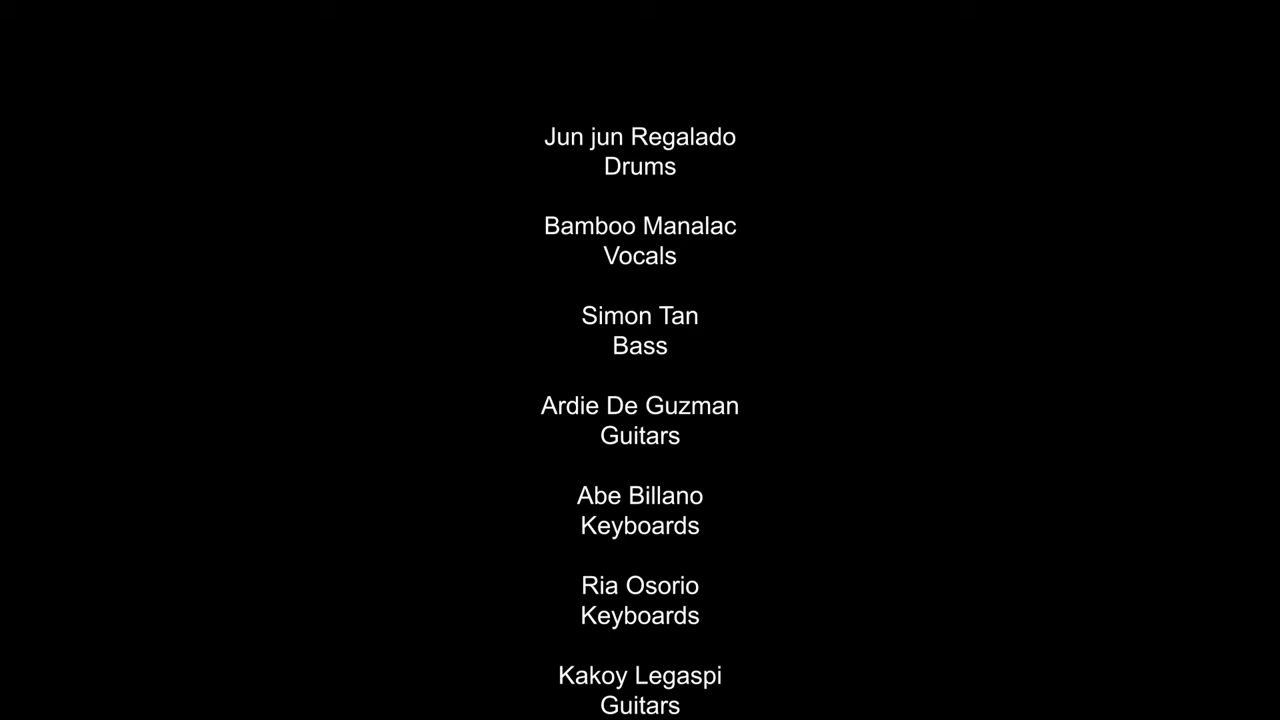 Jun jun Regalado
Drums
Bamboo Manalac
Vocals
Simon Tan
Bass
Ardie De Guzman
Guitars
Abe Billano
Keyboards
Ria Osorio
Keyboards
Kakoy Legaspi
Guitars